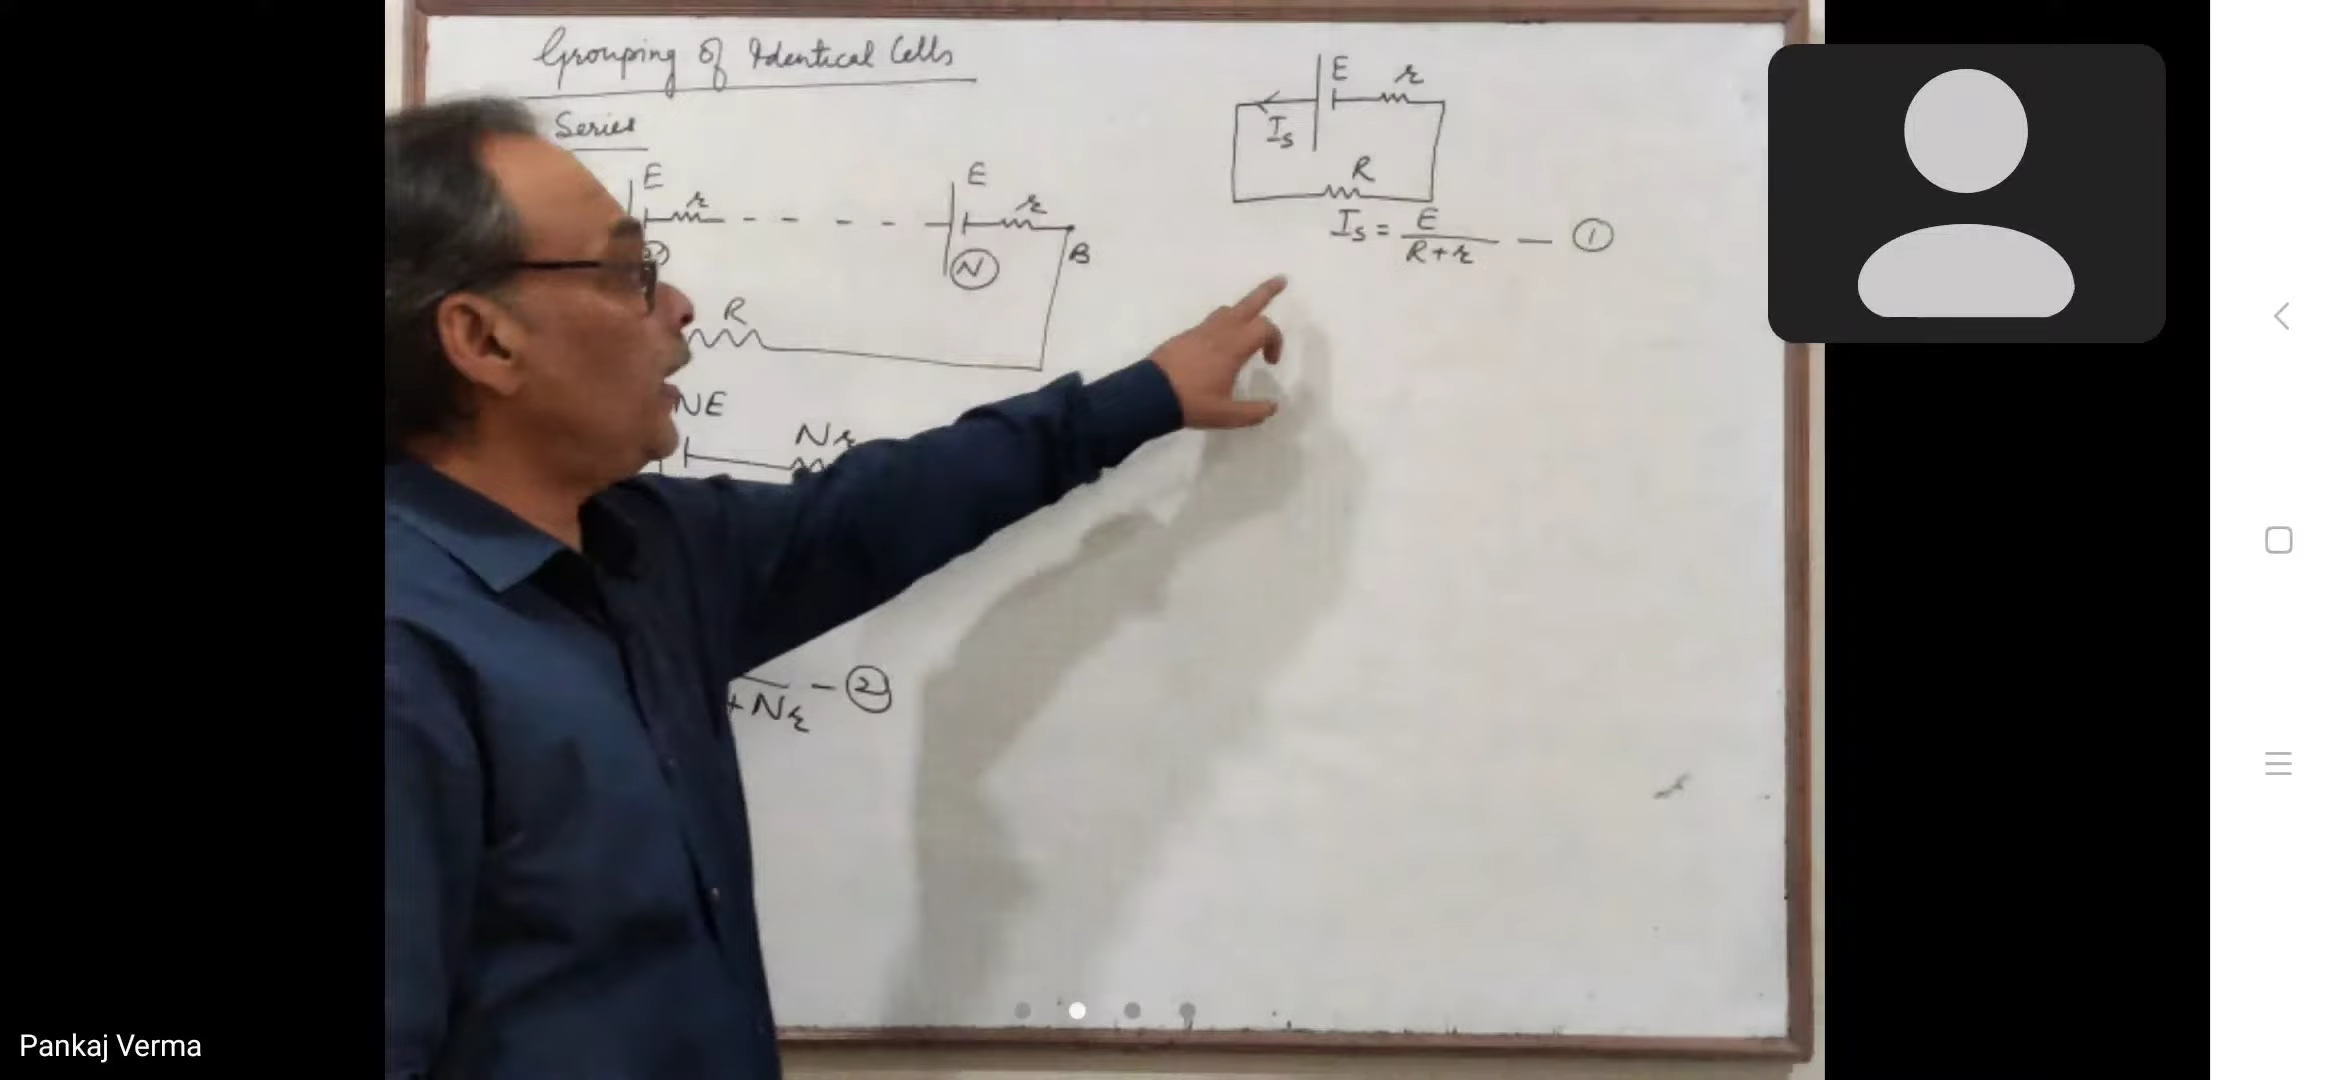 Grouping of Identical Cells
Series
E r
E r
N
B
R
NE
Nr
+Nr - 2
E r
Is
R
Is = E / R+r — 1
Pankaj Verma